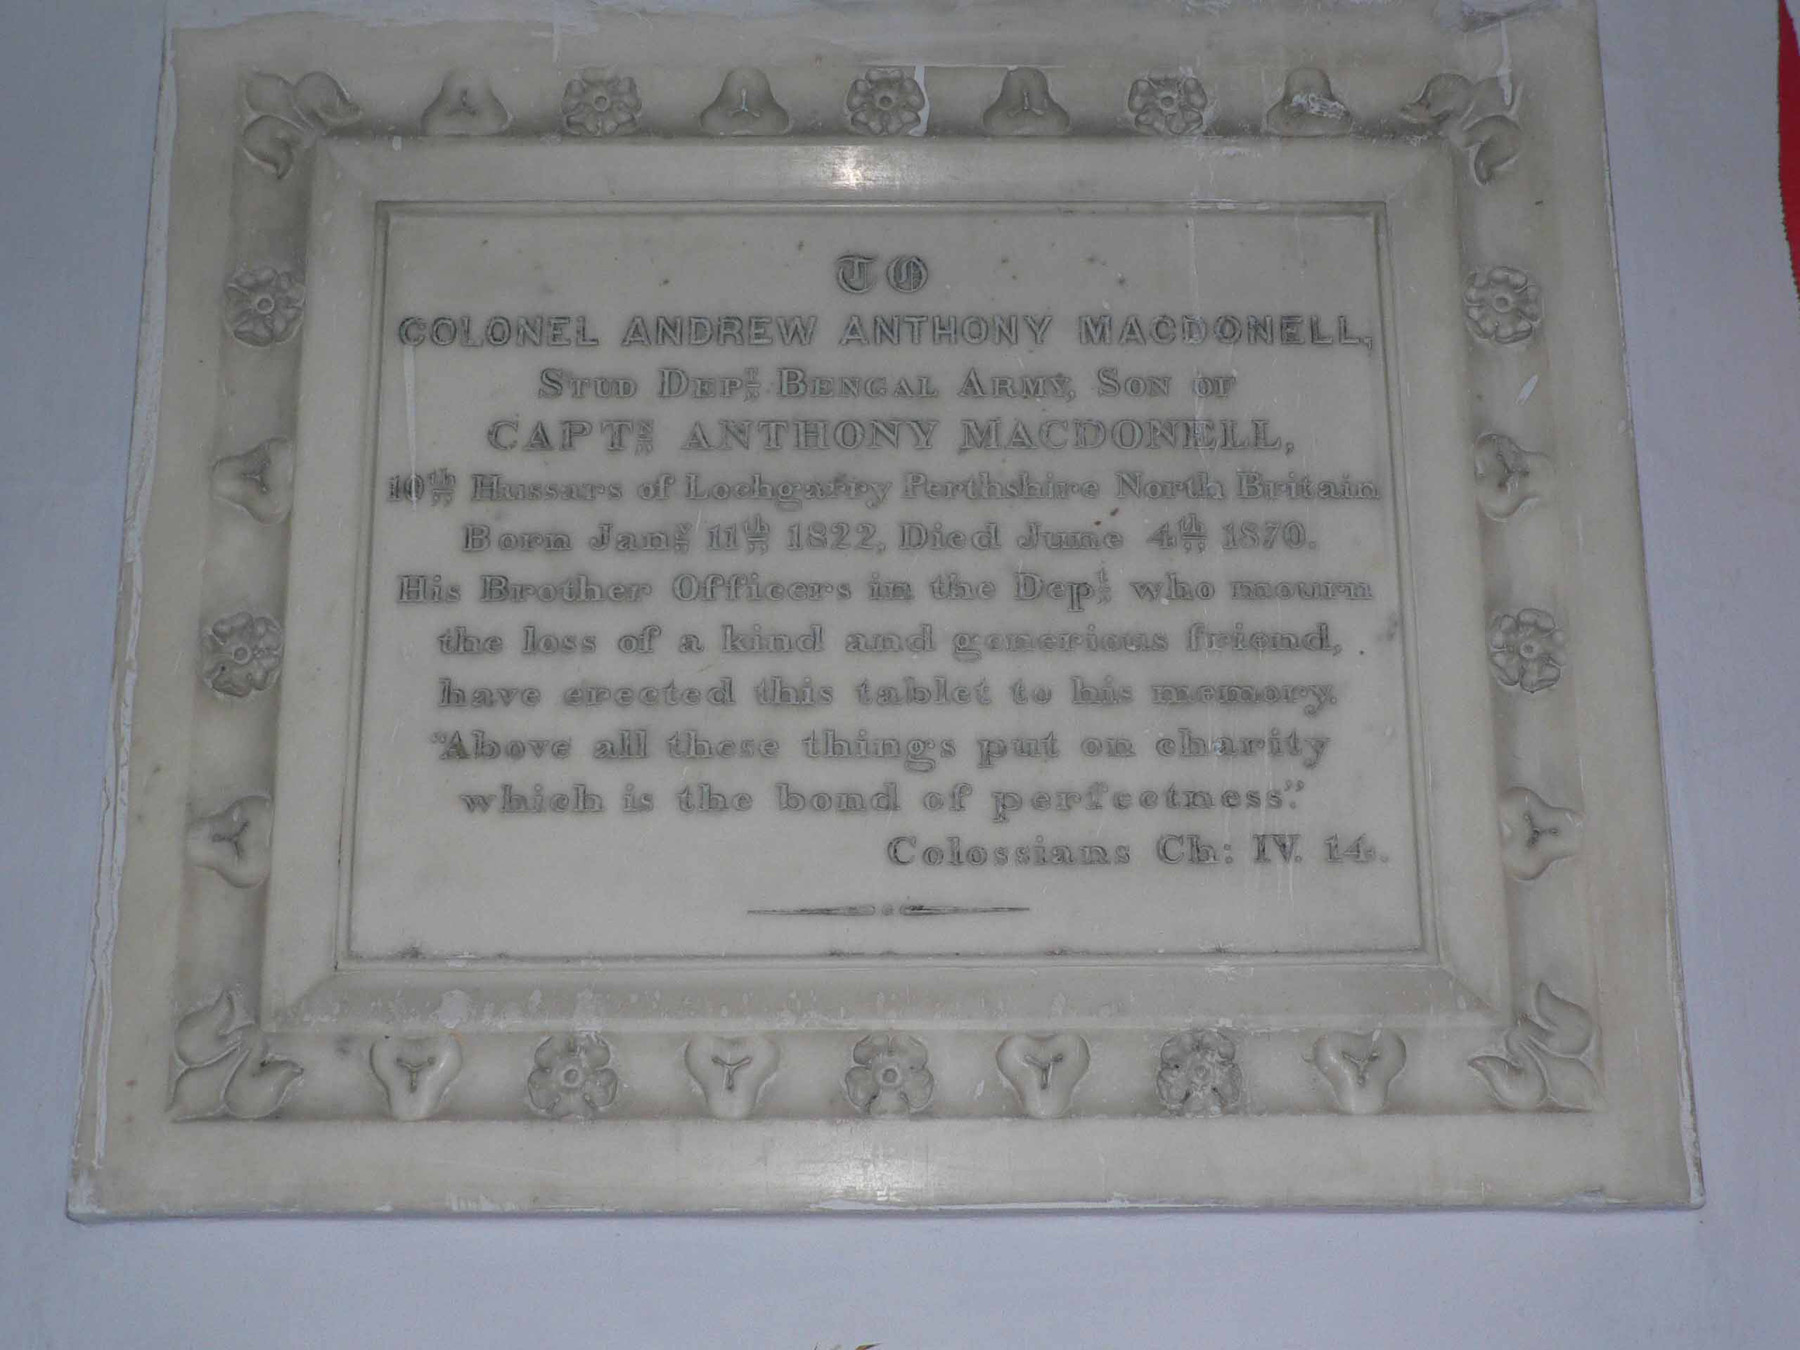 TO
COLONEL ANDREW ANTHONY MACDONELL,
STUD DEPT. BENGAL ARMY, SON OF
CAPTN. ANTHONY MACDONELL,
10th Hussars of Lochgarry Perthshire North Britain
Born Jany. 11th 1822, Died June 4th 1870.
His Brother Officers in the Dept. who mourn
the loss of a kind and generious friend,
have erected this tablet to his memory.
"Above all these things put on charity
which is the bond of perfectness."
Colossians Ch: IV. 14.